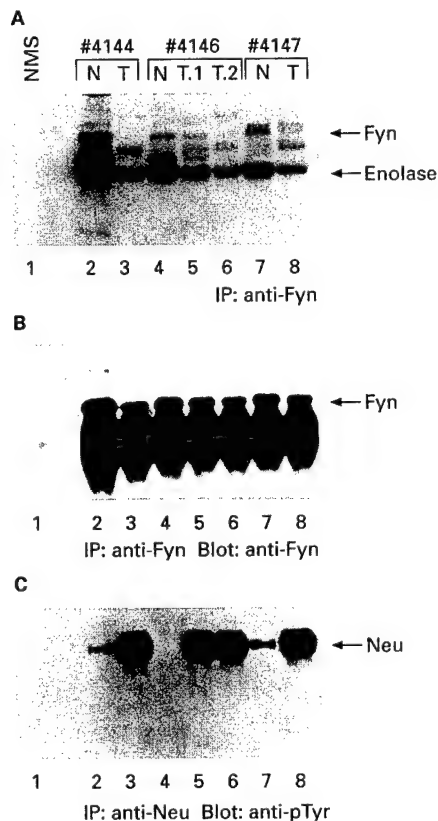 A
NMS
#4144 #4146 #4147
N T N T.1 T.2 N T
Fyn
Enolase
1 2 3 4 5 6 7 8
IP: anti-Fyn
B
Fyn
1 2 3 4 5 6 7 8
IP: anti-Fyn Blot: anti-Fyn
C
Neu
1 2 3 4 5 6 7 8
IP: anti-Neu Blot: anti-pTyr